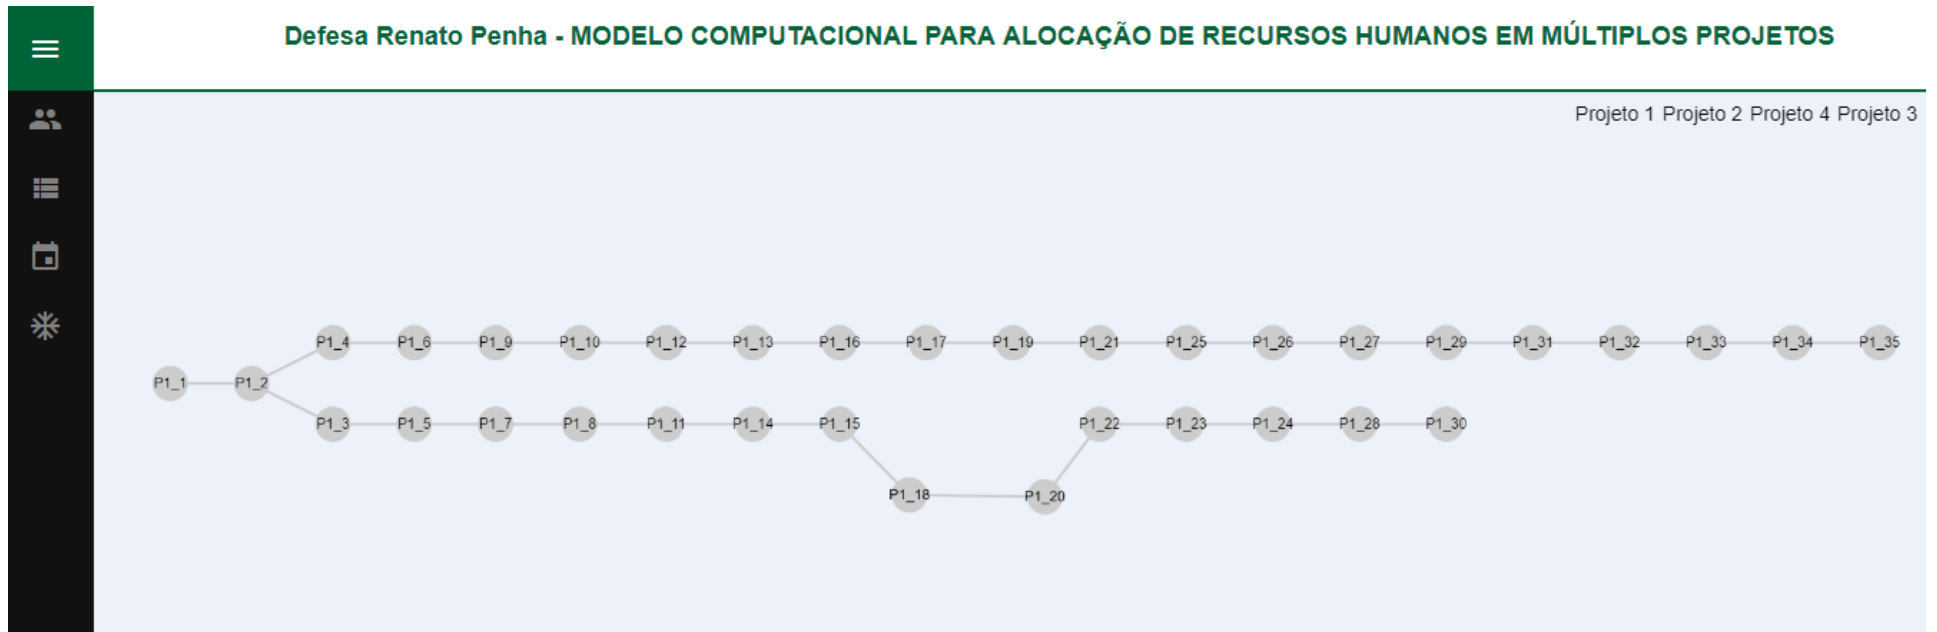 Defesa Renato Penha - MODELO COMPUTACIONAL PARA ALOCAÇÃO DE RECURSOS HUMANOS EM MÚLTIPLOS PROJETOS
Projeto 1 Projeto 2 Projeto 4 Projeto 3
P1_4 P1_6 P1_9 P1_10 P1_12 P1_13 P1_16 P1_17 P1_19 P1_21 P1_25 P1_26 P1_27 P1_29 P1_31 P1_32 P1_33 P1_34 P1_35
P1_1 P1_2
P1_3 P1_5 P1_7 P1_8 P1_11 P1_14 P1_15 P1_22 P1_23 P1_24 P1_28 P1_30
P1_18 P1_20